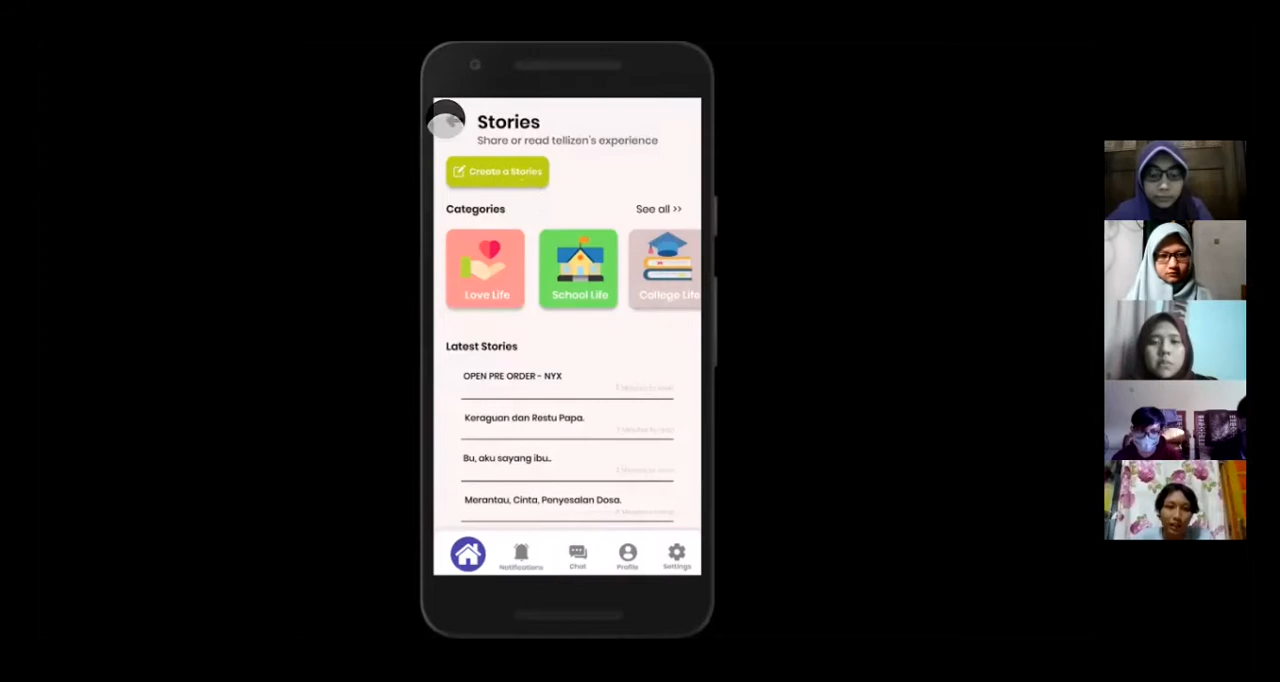 Stories
Share or read tellizen's experience
Create a Stories
Categories
See all >>
Love Life
School Life
College Life
Latest Stories
OPEN PRE ORDER - NYX
Keraguan dan Restu Papa.
Bu, aku sayang ibu..
Merantau, Cinta, Penyesalan Dosa.
Notifications
Chat
Profile
Settings